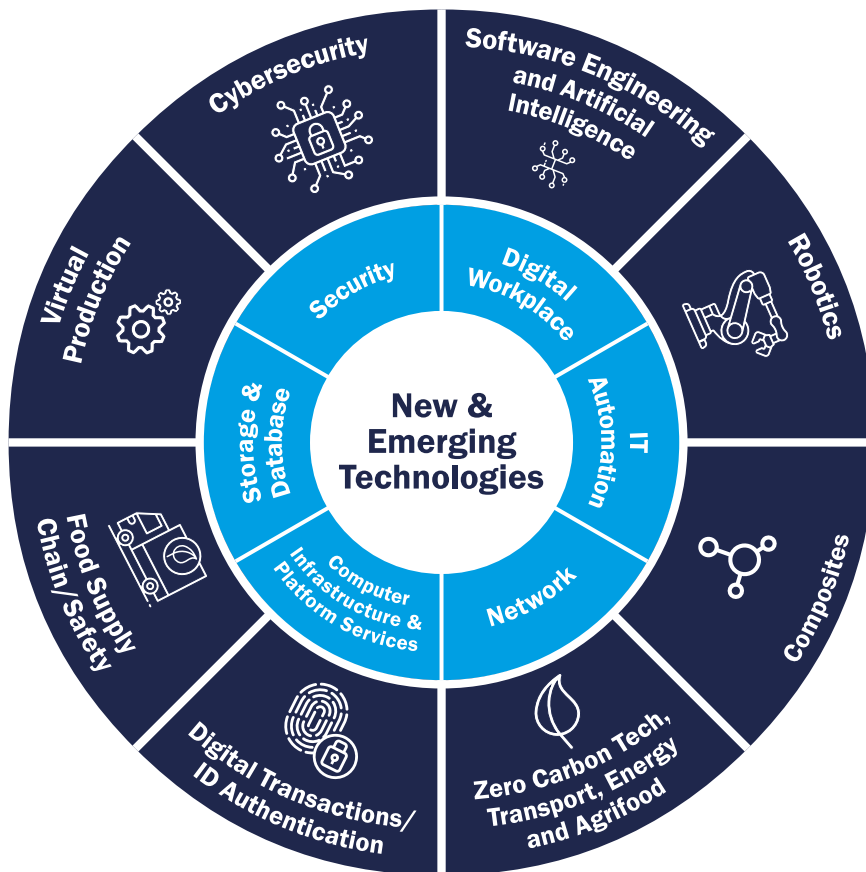 Cybersecurity
Software Engineering
and Artificial
Intelligence
Robotics
Composites
Zero Carbon Tech,
Transport, Energy
and Agrifood
Digital Transactions/
ID Authentication
Food Supply
Chain/Safety
Virtual
Production
Security
Digital
Workplace
IT
Automation
Network
Computer
Infrastructure &
Platform Services
Storage &
Database
New &
Emerging
Technologies